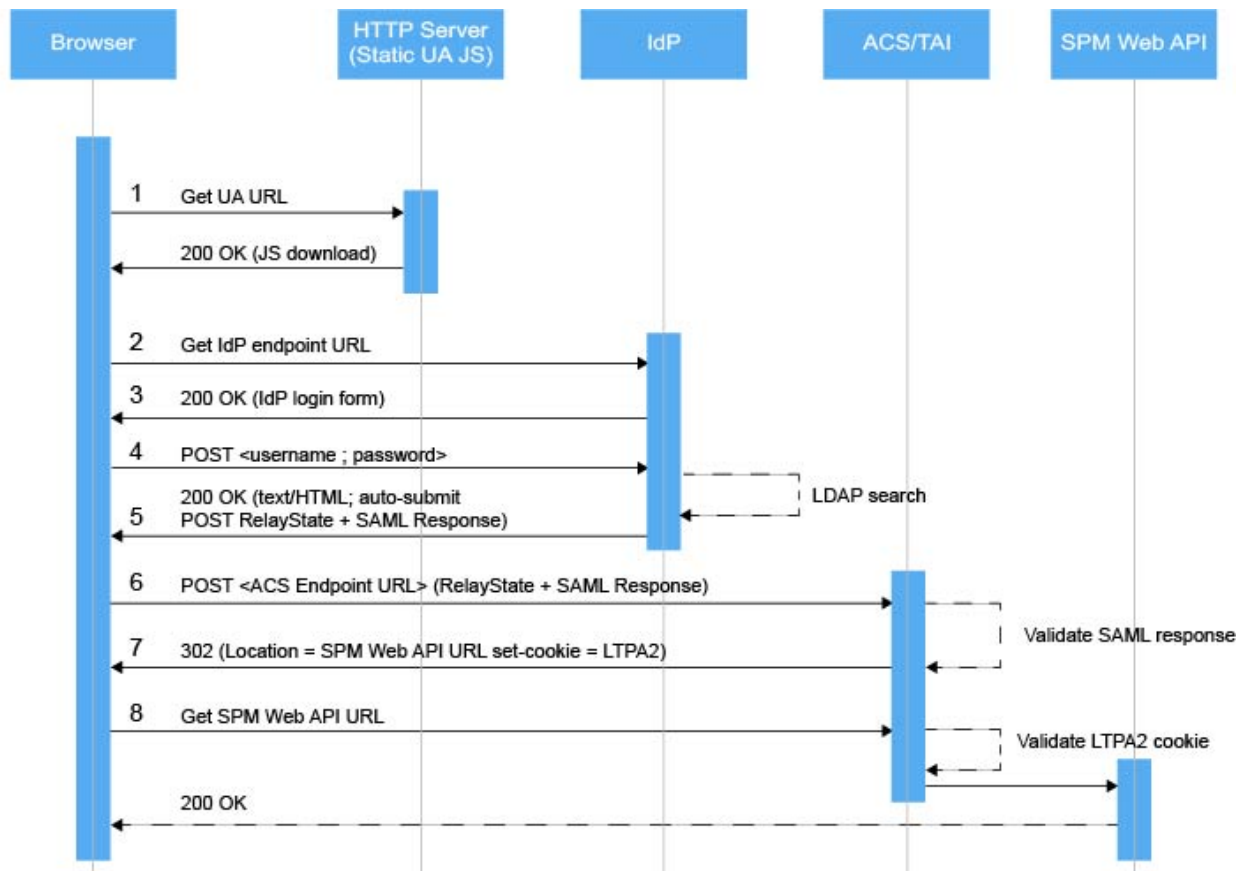 Browser
HTTP Server
(Static UA JS)
IdP
ACS/TAI
SPM Web API
1 Get UA URL
200 OK (JS download)
2 Get IdP endpoint URL
3 200 OK (IdP login form)
4 POST <username ; password>
LDAP search
200 OK (text/HTML; auto-submit
5 POST RelayState + SAML Response)
6 POST <ACS Endpoint URL> (RelayState + SAML Response)
Validate SAML response
7 302 (Location = SPM Web API URL set-cookie = LTPA2)
8 Get SPM Web API URL
Validate LTPA2 cookie
200 OK